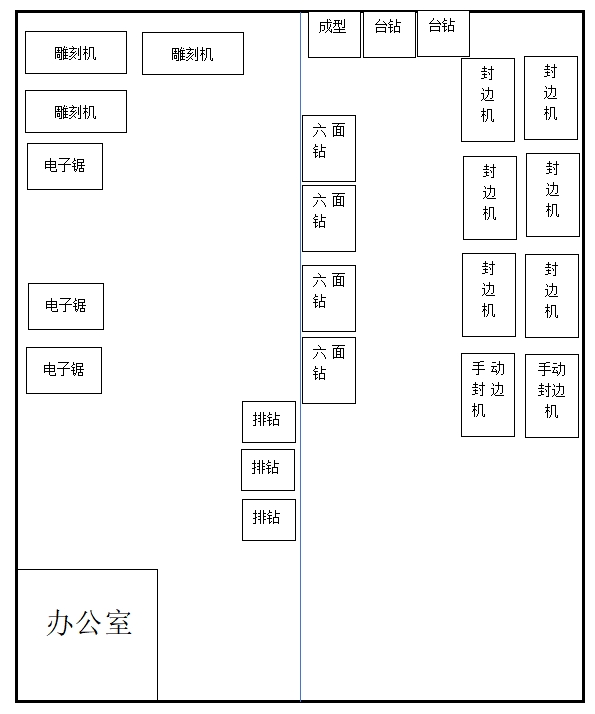 成型
台钻
台钻
雕刻机
雕刻机
雕刻机
电子锯
电子锯
电子锯
六 面
钻
六 面
钻
六 面
钻
六 面
钻
封
边
机
封
边
机
封
边
机
封
边
机
封
边
机
封
边
机
手 动
封 边
机
手动
封边
机
排钻
排钻
排钻
办公室